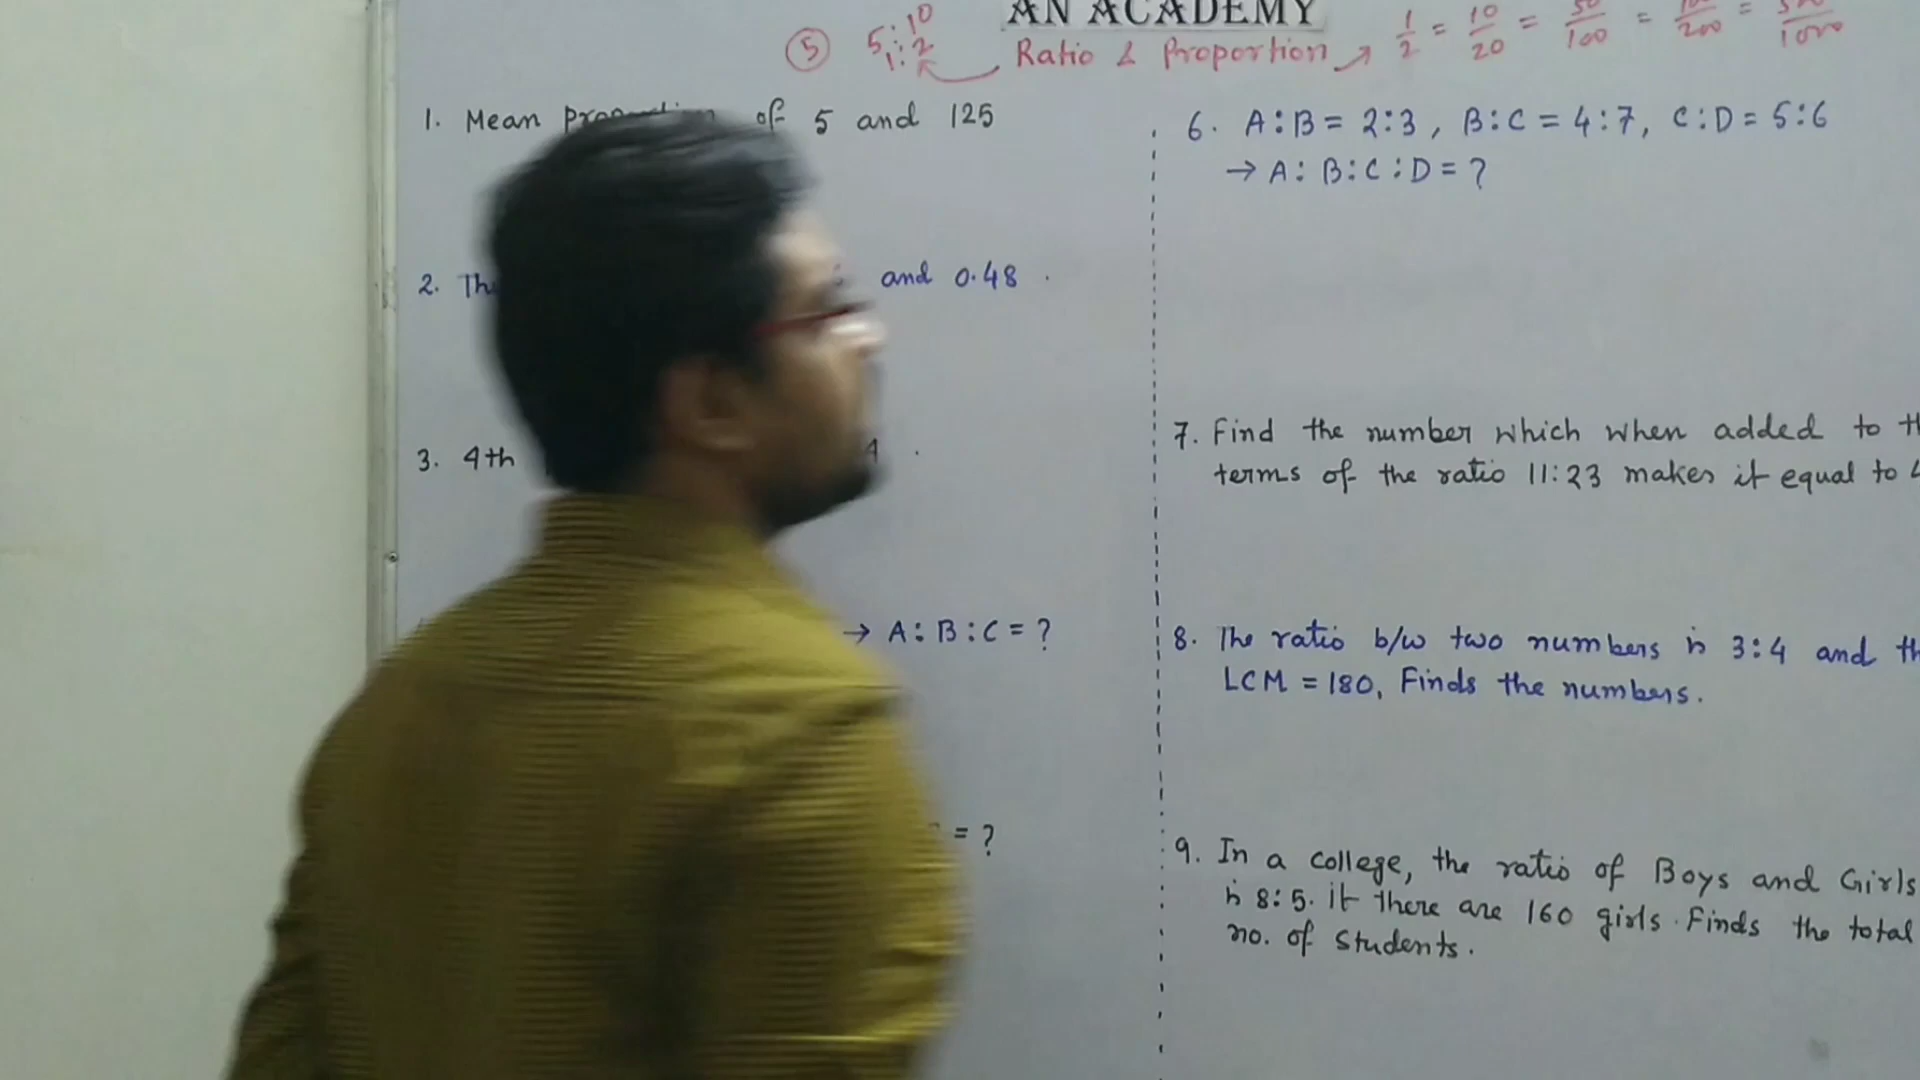 AN ACADEMY
5 5:10
1:2
Ratio & Proportion → 1/2 = 10/20 = 50/100 = 100/200 = 500/1000
1. Mean of 5 and 125
2. and 0.48 .
3. 4th .
→ A:B:C = ?
= ?
6. A:B = 2:3, B:C = 4:7, C:D = 5:6
→ A:B:C:D = ?
7. Find the number which when added to
terms of the ratio 11:23 makes it equal to
8. The ratio b/w two numbers is 3:4 and
LCM = 180, Finds the numbers.
9. In a college, the ratio of Boys and Girls
is 8:5. if there are 160 girls. Finds the total
no. of students.